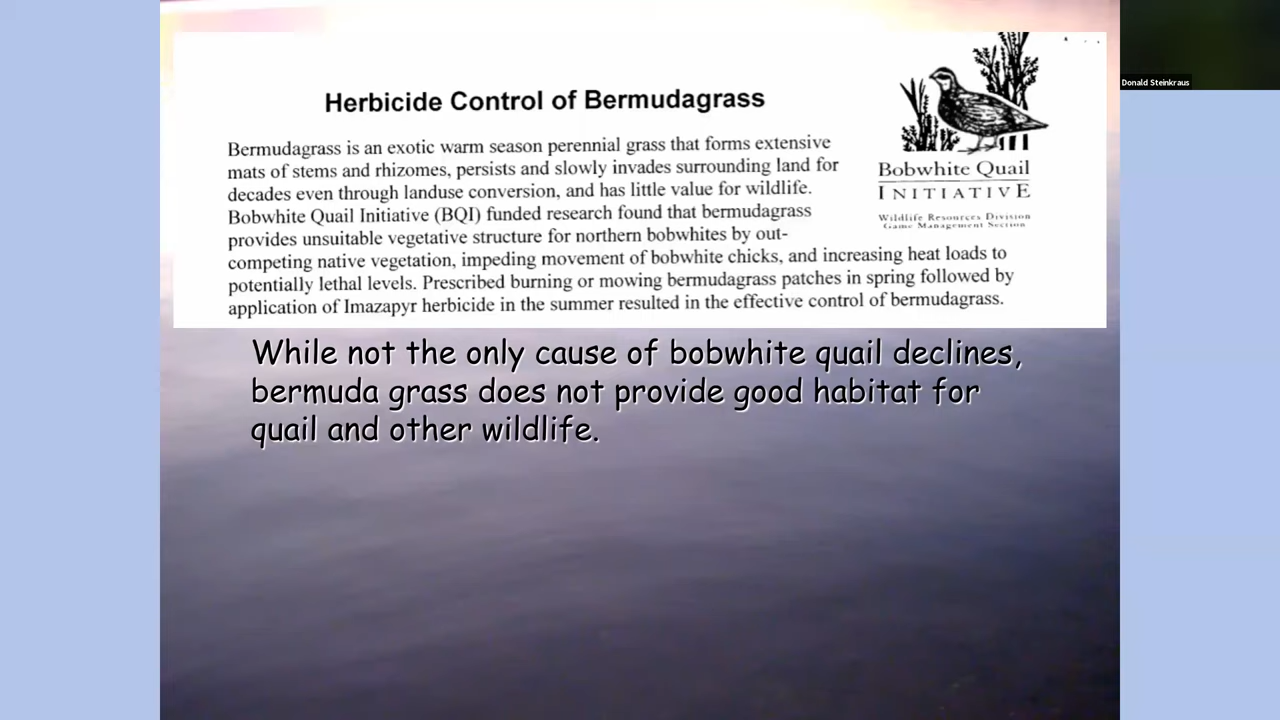 Herbicide Control of Bermudagrass
Bermudagrass is an exotic warm season perennial grass that forms extensive
mats of stems and rhizomes, persists and slowly invades surrounding land for
decades even through landuse conversion, and has little value for wildlife.
Bobwhite Quail Initiative (BQI) funded research found that bermudagrass
provides unsuitable vegetative structure for northern bobwhites by out-
competing native vegetation, impeding movement of bobwhite chicks, and increasing heat loads to
potentially lethal levels. Prescribed burning or mowing bermudagrass patches in spring followed by
application of Imazapyr herbicide in the summer resulted in the effective control of bermudagrass.
Bobwhite Quail
INITIATIVE
Wildlife Resources Division
Game Management Section
While not the only cause of bobwhite quail declines,
bermuda grass does not provide good habitat for
quail and other wildlife.
Donald Steinkraus